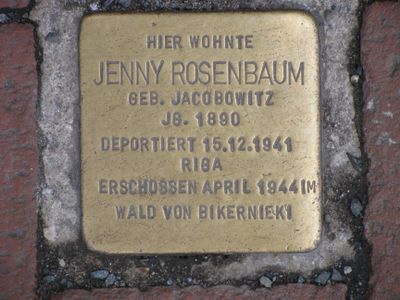 HIER WOHNTE
JENNY ROSENBAUM
GEB. JACOBOWITZ
JG. 1890
DEPORTIERT 15.12.1941
RIGA
ERSCHOSSEN APRIL 1944 IM
WALD VON BIKERNIEKI